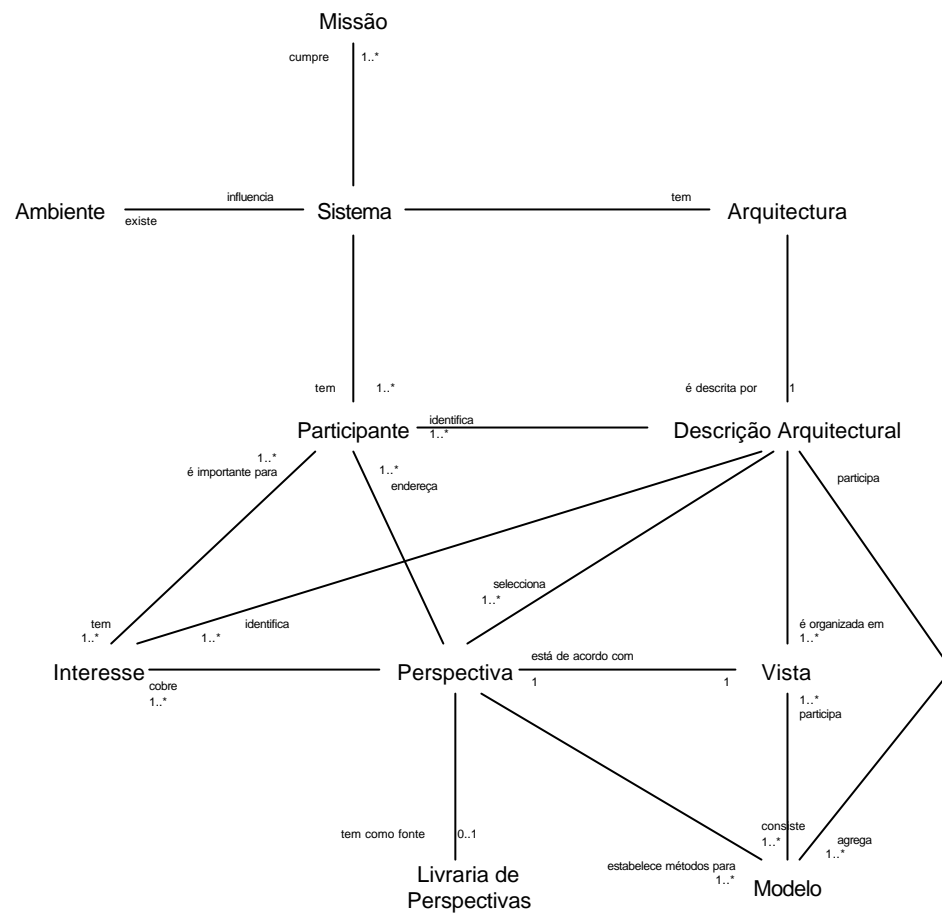 Missão
cumpre 1..*
influencia tem
Ambiente Sistema Arquitectura
existe
tem 1..* é descrita por 1
identifica
Participante Descrição Arquitectural
1..*
1..* 1..* participa
é importante para endereça
selecciona
1..*
tem identifica é organizada em
1..* 1..* 1..*
está de acordo com
Interesse Perspectiva Vista
cobre 1 1 1..*
1..* participa
tem como fonte 0..1 consiste
1..* agrega
1..*
estabelece métodos para
1..*
Livraria de
Perspectivas
Modelo